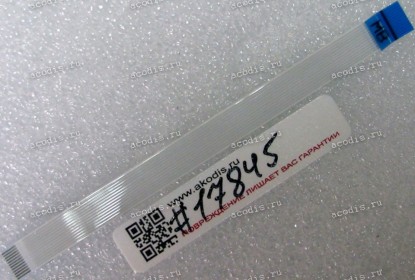 www.akodis.ru
#17845
ПОВРЕЖДЕНИЕ ЛИШАЕТ ВАС ГАРАНТИИ
acodis.ru